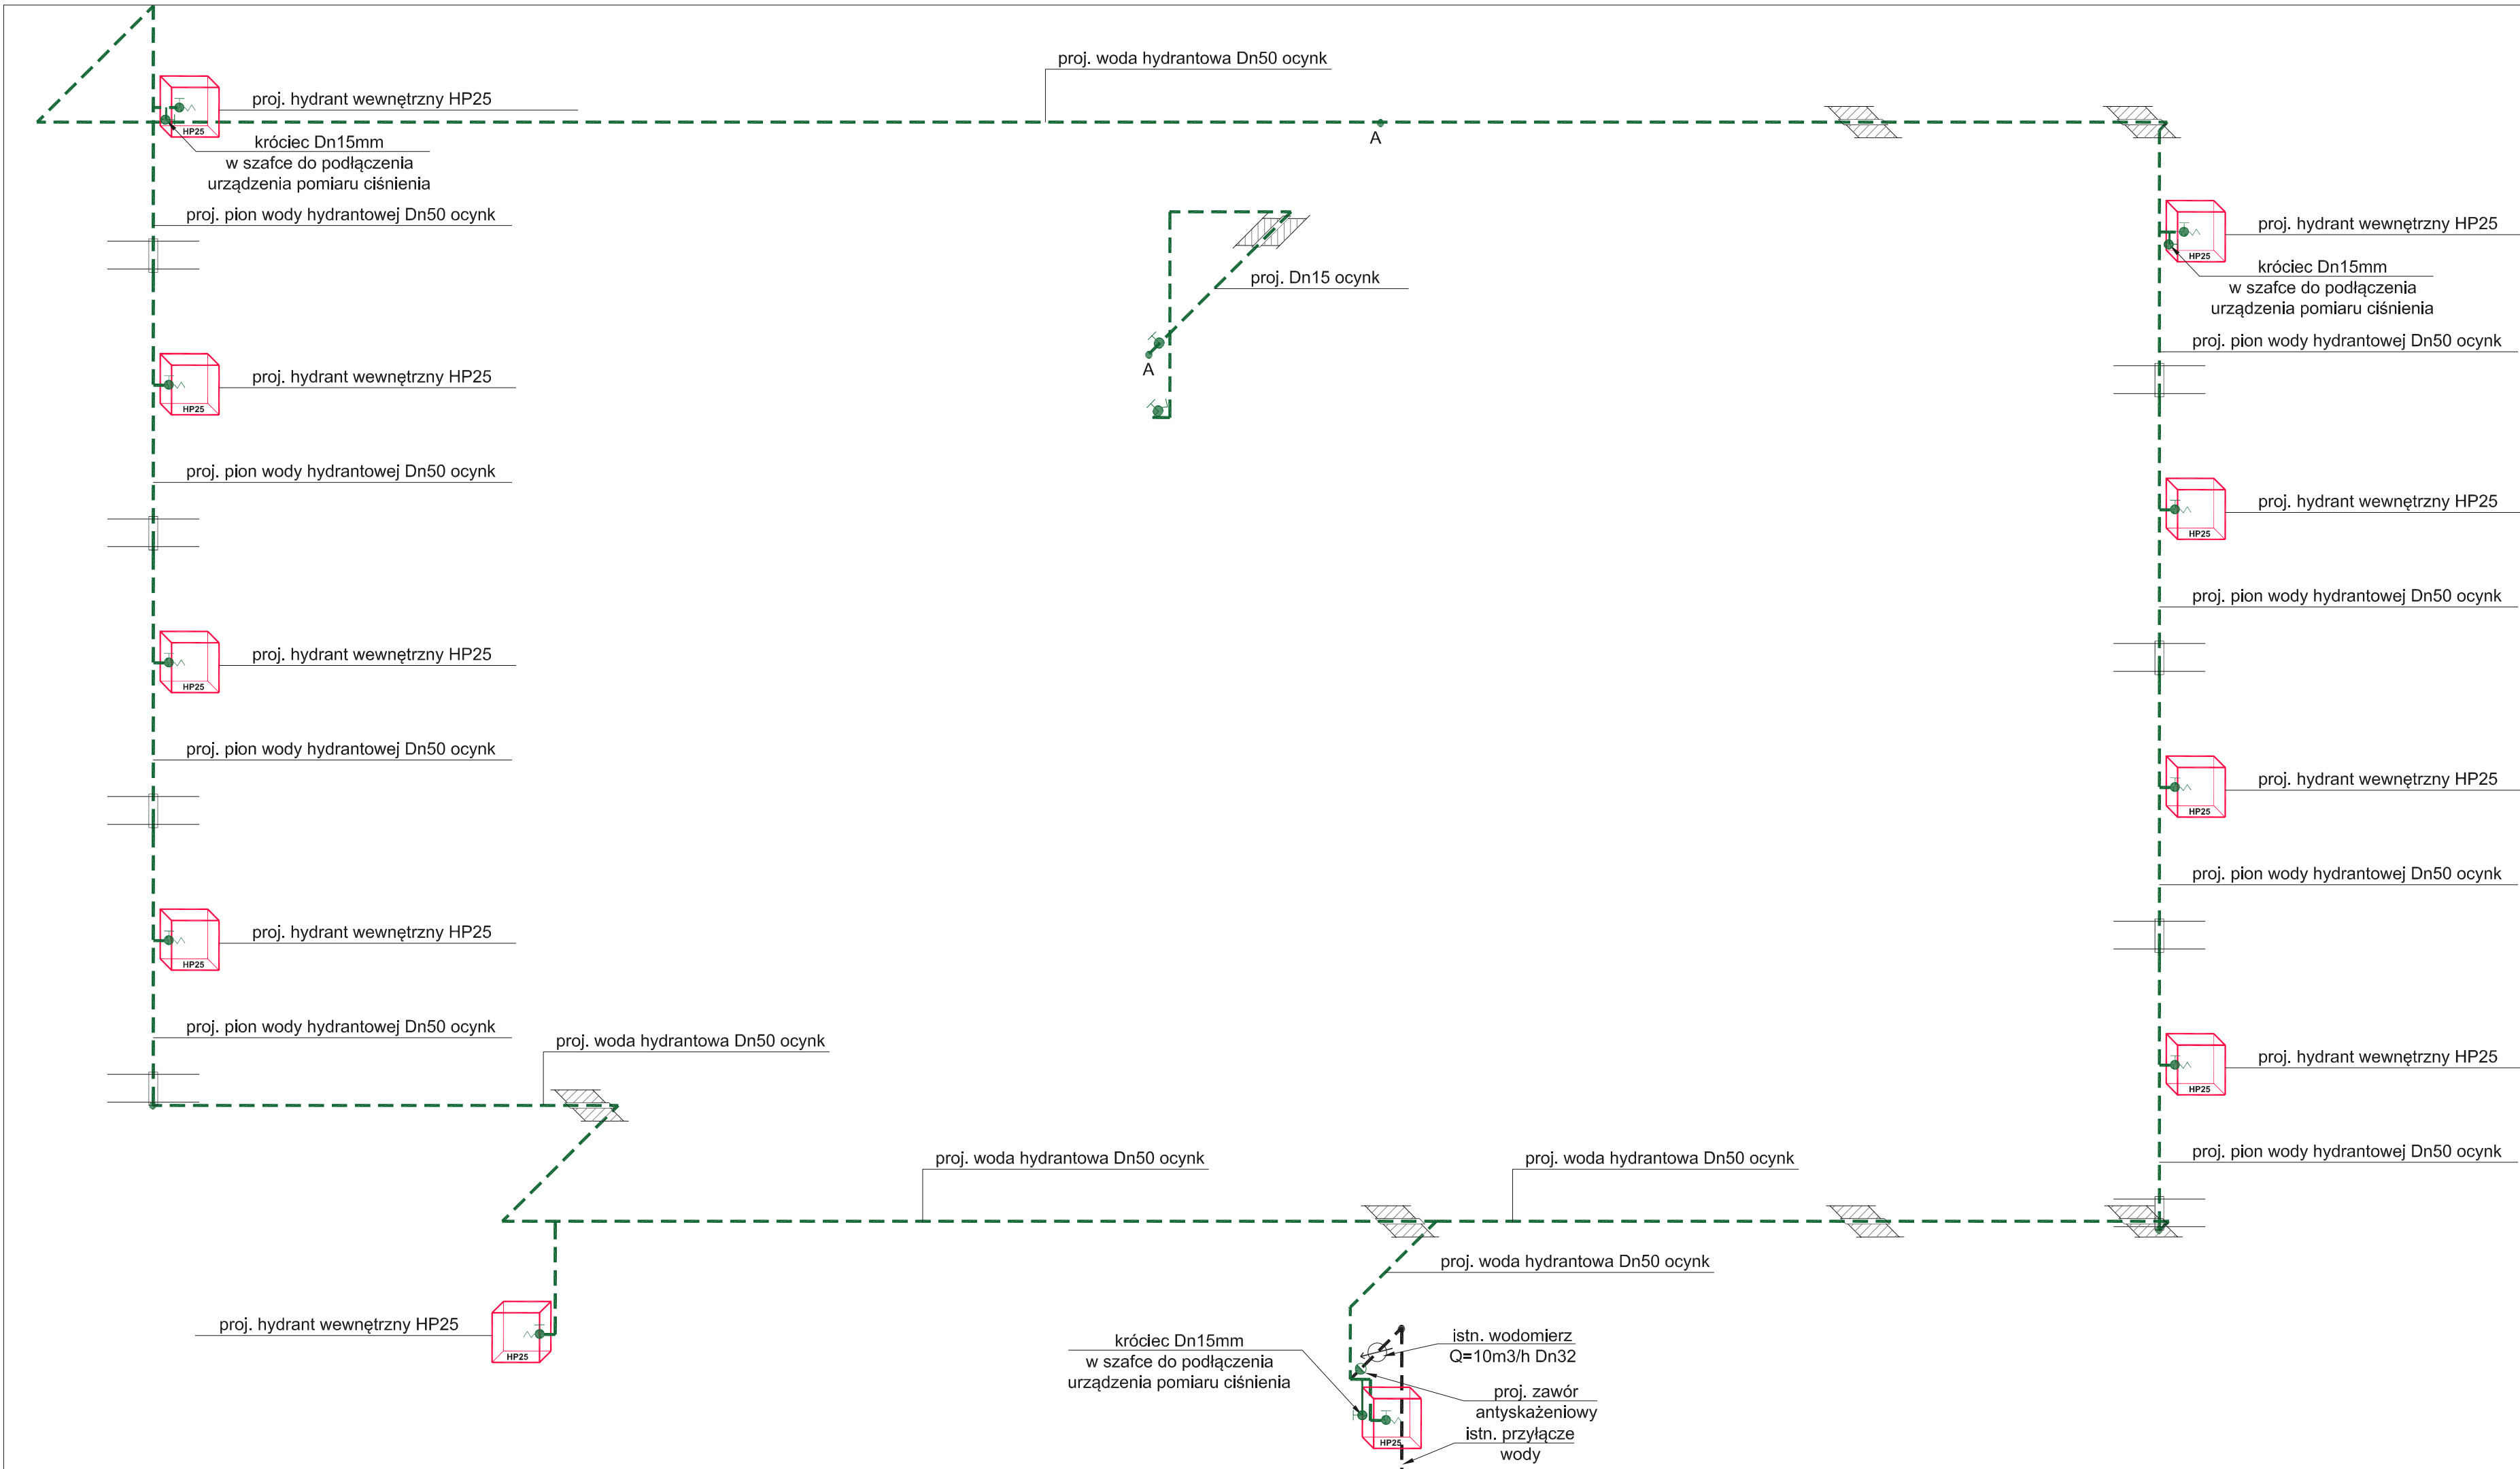 proj. woda hydrantowa Dn50 ocynk
proj. hydrant wewnętrzny HP25
HP25
króciec Dn15mm
w szafce do podłączenia
urządzenia pomiaru ciśnienia
A
proj. pion wody hydrantowej Dn50 ocynk
proj. hydrant wewnętrzny HP25
HP25
króciec Dn15mm
w szafce do podłączenia
urządzenia pomiaru ciśnienia
proj. Dn15 ocynk
proj. pion wody hydrantowej Dn50 ocynk
A
proj. hydrant wewnętrzny HP25
HP25
proj. pion wody hydrantowej Dn50 ocynk
proj. hydrant wewnętrzny HP25
HP25
proj. pion wody hydrantowej Dn50 ocynk
proj. hydrant wewnętrzny HP25
HP25
proj. pion wody hydrantowej Dn50 ocynk
proj. hydrant wewnętrzny HP25
HP25
proj. pion wody hydrantowej Dn50 ocynk
proj. hydrant wewnętrzny HP25
HP25
proj. pion wody hydrantowej Dn50 ocynk
proj. woda hydrantowa Dn50 ocynk
proj. hydrant wewnętrzny HP25
HP25
proj. woda hydrantowa Dn50 ocynk
proj. woda hydrantowa Dn50 ocynk
proj. pion wody hydrantowej Dn50 ocynk
proj. woda hydrantowa Dn50 ocynk
proj. hydrant wewnętrzny HP25
HP25
króciec Dn15mm
w szafce do podłączenia
urządzenia pomiaru ciśnienia
istn. wodomierz
Q=10m3/h Dn32
proj. zawór
antyskażeniowy
HP25
istn. przyłącze
wody